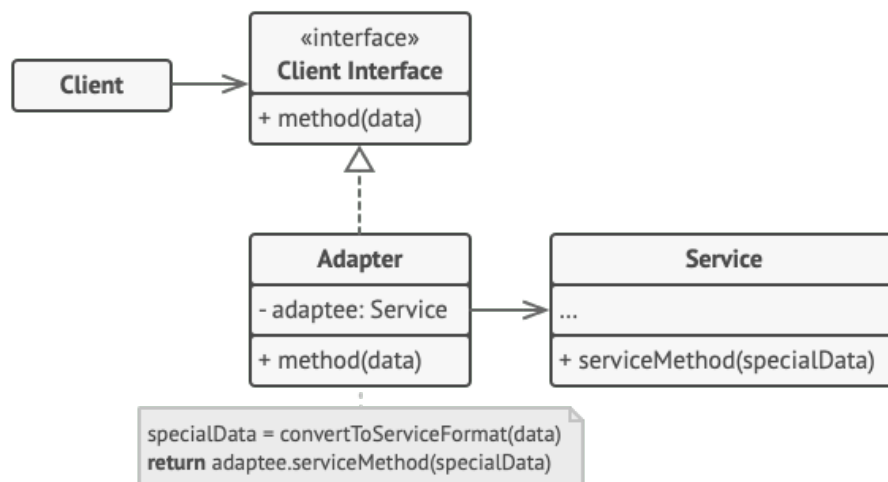 Client
«interface»
Client Interface
+ method(data)
Adapter
- adaptee: Service
+ method(data)
Service
...
+ serviceMethod(specialData)
specialData = convertToServiceFormat(data)
return adaptee.serviceMethod(specialData)